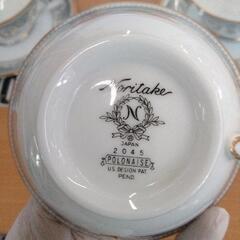 Noritake
N
JAPAN
2045
POLONAISE
U.S. DESIGN PAT.
PEND.